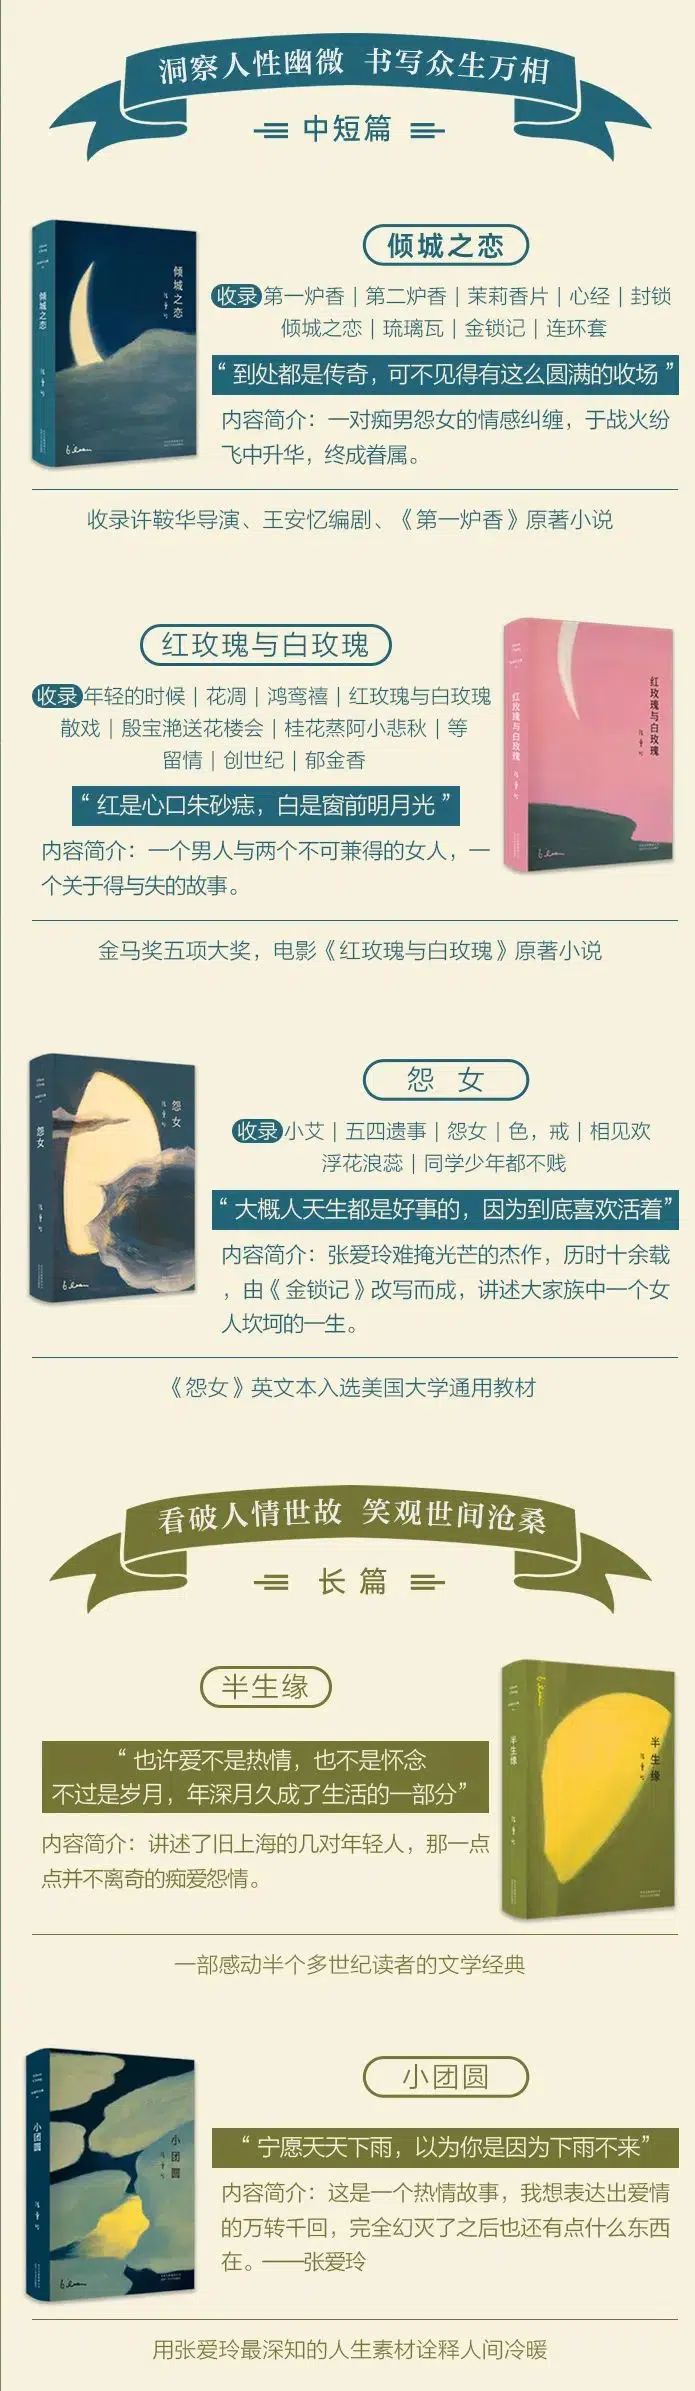 洞察人性幽微 书写众生万相
中短篇
倾城之恋
收录 第一炉香｜第二炉香｜茉莉香片｜心经｜封锁
倾城之恋｜琉璃瓦｜金锁记｜连环套
“到处都是传奇，可不见得有这么圆满的收场”
内容简介：一对痴男怨女的情感纠缠，于战火纷
飞中升华，终成眷属。
倾城之恋
倾城之恋
收录许鞍华导演、王安忆编剧、《第一炉香》原著小说
红玫瑰与白玫瑰
收录 年轻的时候｜花凋｜鸿鸾禧｜红玫瑰与白玫瑰
散戏｜殷宝滟送花楼会｜桂花蒸阿小悲秋｜等
留情｜创世纪｜郁金香
“红是心口朱砂痣，白是窗前明月光”
内容简介：一个男人与两个不可兼得的女人，一
个关于得与失的故事。
红玫瑰与白玫瑰
红玫瑰与白玫瑰
金马奖五项大奖，电影《红玫瑰与白玫瑰》原著小说
怨 女
收录 小艾｜五四遗事｜怨女｜色，戒｜相见欢
浮花浪蕊｜同学少年都不贱
“大概人天生都是好事的，因为到底喜欢活着”
内容简介：张爱玲难掩光芒的杰作，历时十余载
，由《金锁记》改写而成，讲述大家族中一个女
人坎坷的一生。
怨女
怨女
《怨女》英文本入选美国大学通用教材
看破人情世故 笑观世间沧桑
长 篇
半生缘
“也许爱不是热情，也不是怀念
不过是岁月，年深月久成了生活的一部分”
内容简介：讲述了旧上海的几对年轻人，那一点
点并不离奇的痴爱怨情。
半生缘
半生缘
一部感动半个多世纪读者的文学经典
小团圆
“宁愿天天下雨，以为你是因为下雨不来”
内容简介：这是一个热情故事，我想表达出爱情
的万转千回，完全幻灭了之后也还有点什么东西
在。——张爱玲
小团圆
小团圆
用张爱玲最深知的人生素材诠释人间冷暖